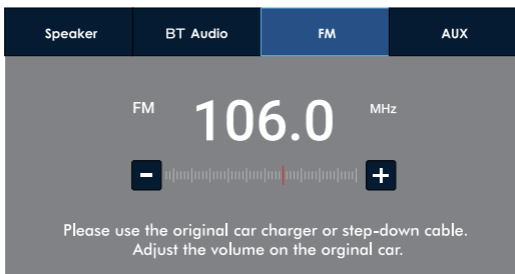 Speaker BT Audio FM AUX
FM 106.0 MHz
- +
Please use the original car charger or step-down cable.
Adjust the volume on the orginal car.